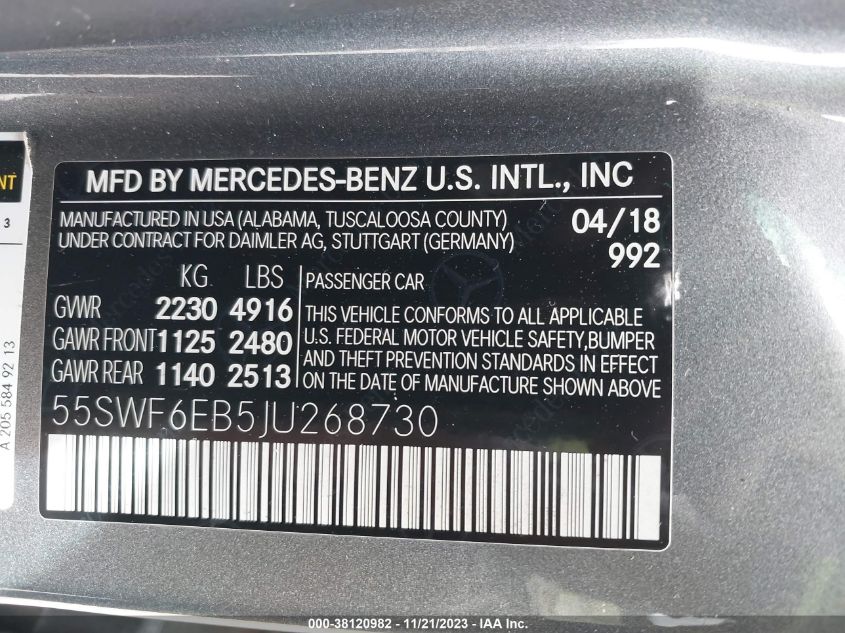 MFD BY MERCEDES-BENZ U.S. INTL., INC
MANUFACTURED IN USA (ALABAMA, TUSCALOOSA COUNTY)
UNDER CONTRACT FOR DAIMLER AG, STUTTGART (GERMANY)
04/18
992
KG LBS
GVWR 2230 4916
GAWR FRONT 1125 2480
GAWR REAR 1140 2513
PASSENGER CAR
THIS VEHICLE CONFORMS TO ALL APPLICABLE
U.S. FEDERAL MOTOR VEHICLE SAFETY,BUMPER
AND THEFT PREVENTION STANDARDS IN EFFECT
ON THE DATE OF MANUFACTURE SHOWN ABOVE
55SWF6EB5JU268730
NT
3
A 205 584 92 13
000-38120982 - 11/21/2023 - IAA Inc.